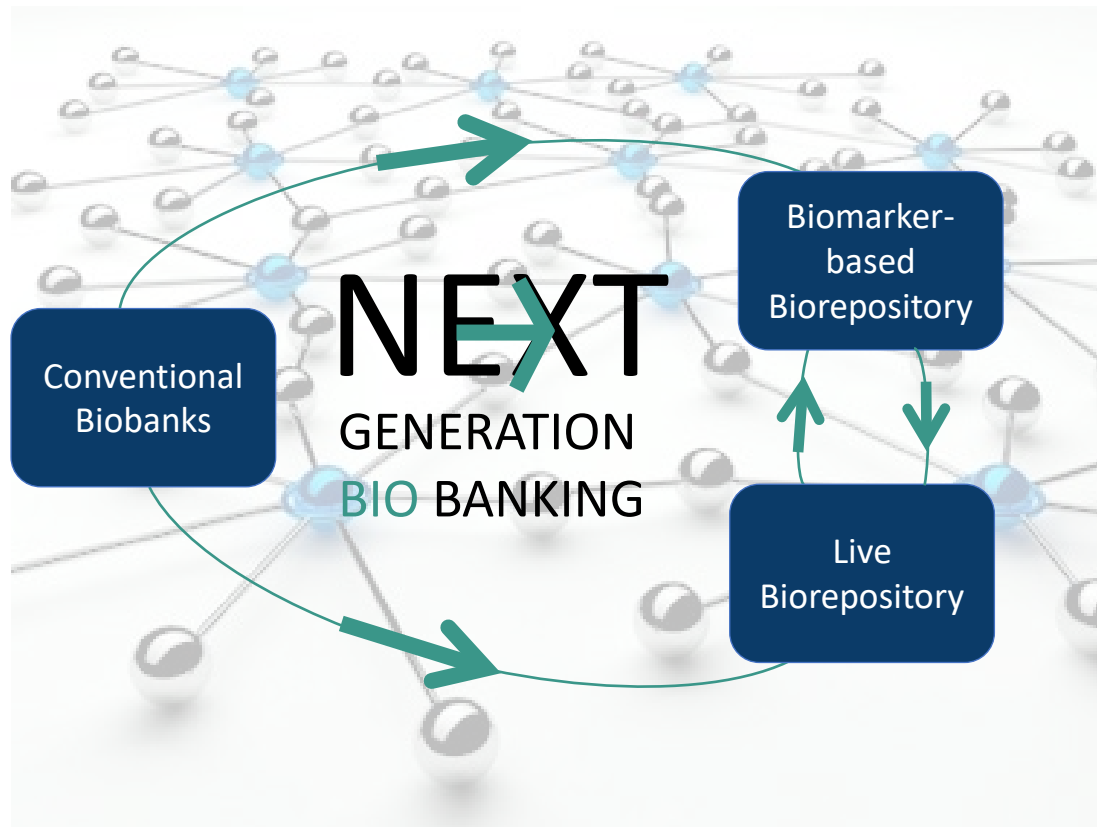 Conventional
Biobanks
NEXT
GENERATION
BIO BANKING
Biomarker-
based
Biorepository
Live
Biorepository